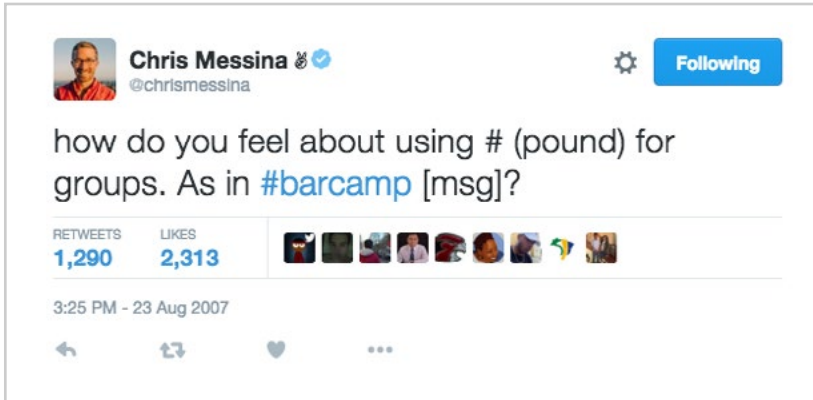 Chris Messina ✌
@chrismessina
Following
how do you feel about using # (pound) for
groups. As in #barcamp [msg]?
RETWEETS LIKES
1,290 2,313
3:25 PM - 23 Aug 2007